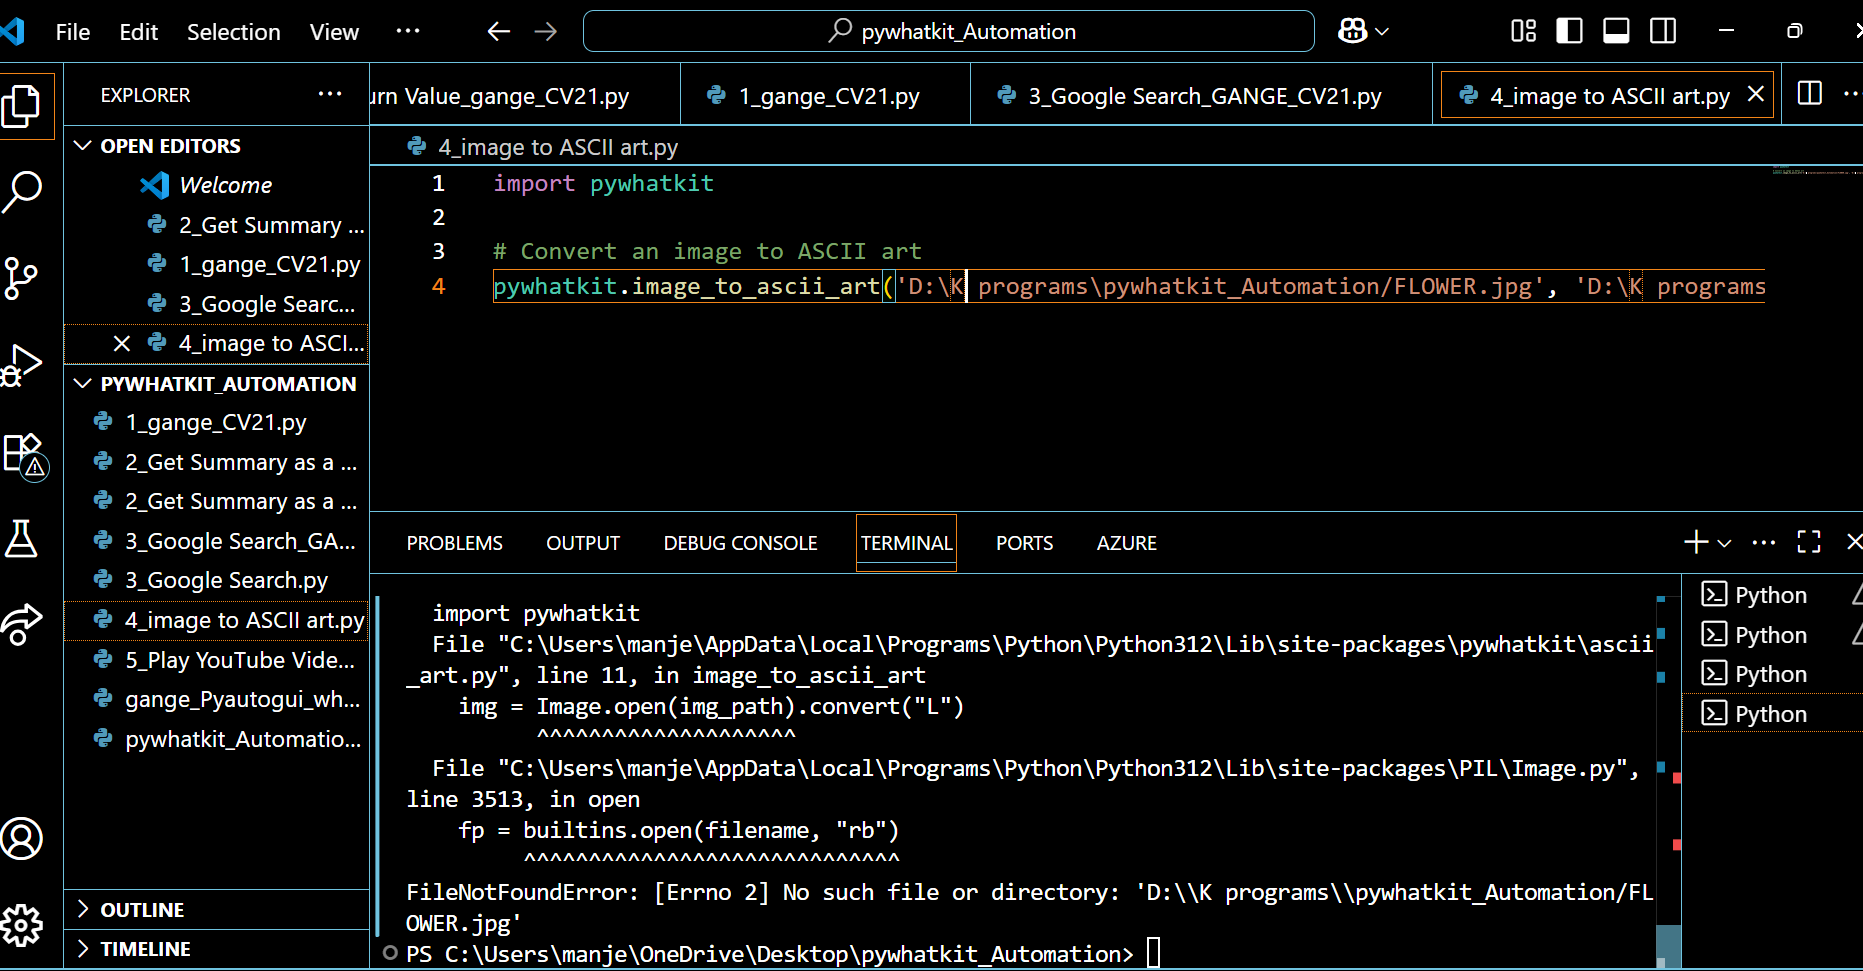 File Edit Selection View ··· pywhatkit_Automation
EXPLORER ···
urn Value_gange_CV21.py
1_gange_CV21.py
3_Google Search_GANGE_CV21.py
4_image to ASCII art.py
OPEN EDITORS
Welcome
2_Get Summary ...
1_gange_CV21.py
3_Google Searc...
4_image to ASCI...
PYWHATKIT_AUTOMATION
1_gange_CV21.py
2_Get Summary as a ...
2_Get Summary as a ...
3_Google Search_GA...
3_Google Search.py
4_image to ASCII art.py
5_Play YouTube Vide...
gange_Pyautogui_wh...
pywhatkit_Automatio...
OUTLINE
TIMELINE
4_image to ASCII art.py
1 import pywhatkit
2
3 # Convert an image to ASCII art
4 pywhatkit.image_to_ascii_art('D:\K programs\pywhatkit_Automation/FLOWER.jpg', 'D:\K programs
PROBLEMS OUTPUT DEBUG CONSOLE TERMINAL PORTS AZURE
import pywhatkit
File "C:\Users\manje\AppData\Local\Programs\Python\Python312\Lib\site-packages\pywhatkit\ascii
_art.py", line 11, in image_to_ascii_art
img = Image.open(img_path).convert("L")
^^^^^^^^^^^^^^^^^^^^
File "C:\Users\manje\AppData\Local\Programs\Python\Python312\Lib\site-packages\PIL\Image.py",
line 3513, in open
fp = builtins.open(filename, "rb")
^^^^^^^^^^^^^^^^^^^^^^^^^^^^^
FileNotFoundError: [Errno 2] No such file or directory: 'D:\\K programs\\pywhatkit_Automation/FL
OWER.jpg'
PS C:\Users\manje\OneDrive\Desktop\pywhatkit_Automation>
Python
Python
Python
Python